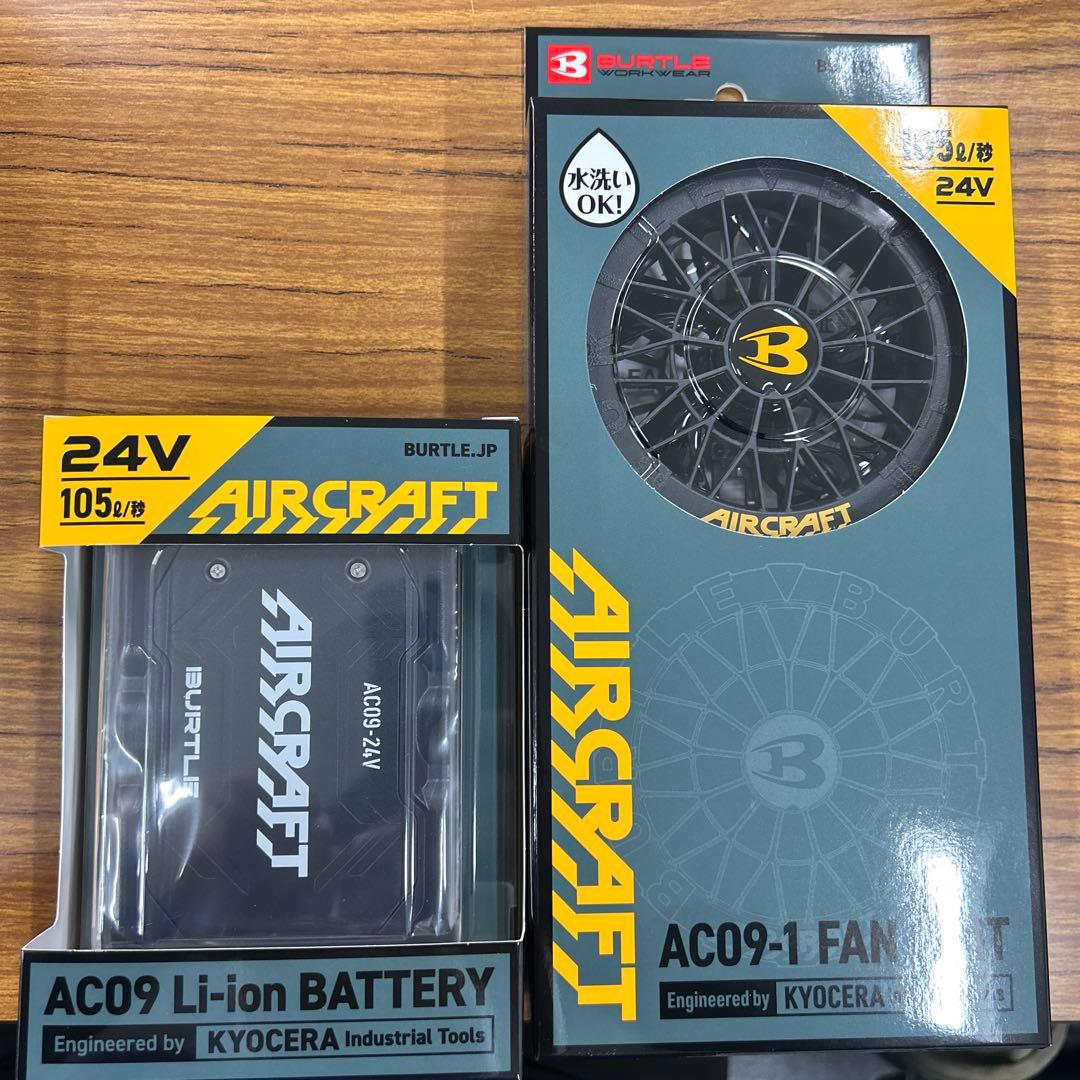 BURTLE
WORKWEAR
水洗い
OK!
ℓ/秒
24V
B
AIRCRAFT
AIRCRAFT
BURT
B
AC09-1 FAN
Engineered by KYOCERA
24V
105ℓ/秒
BURTLE.JP
AIRCRAFT
AIRCRAFT
BURTLE
AC09-24V
AC09 Li-ion BATTERY
Engineered by KYOCERA Industrial Tools